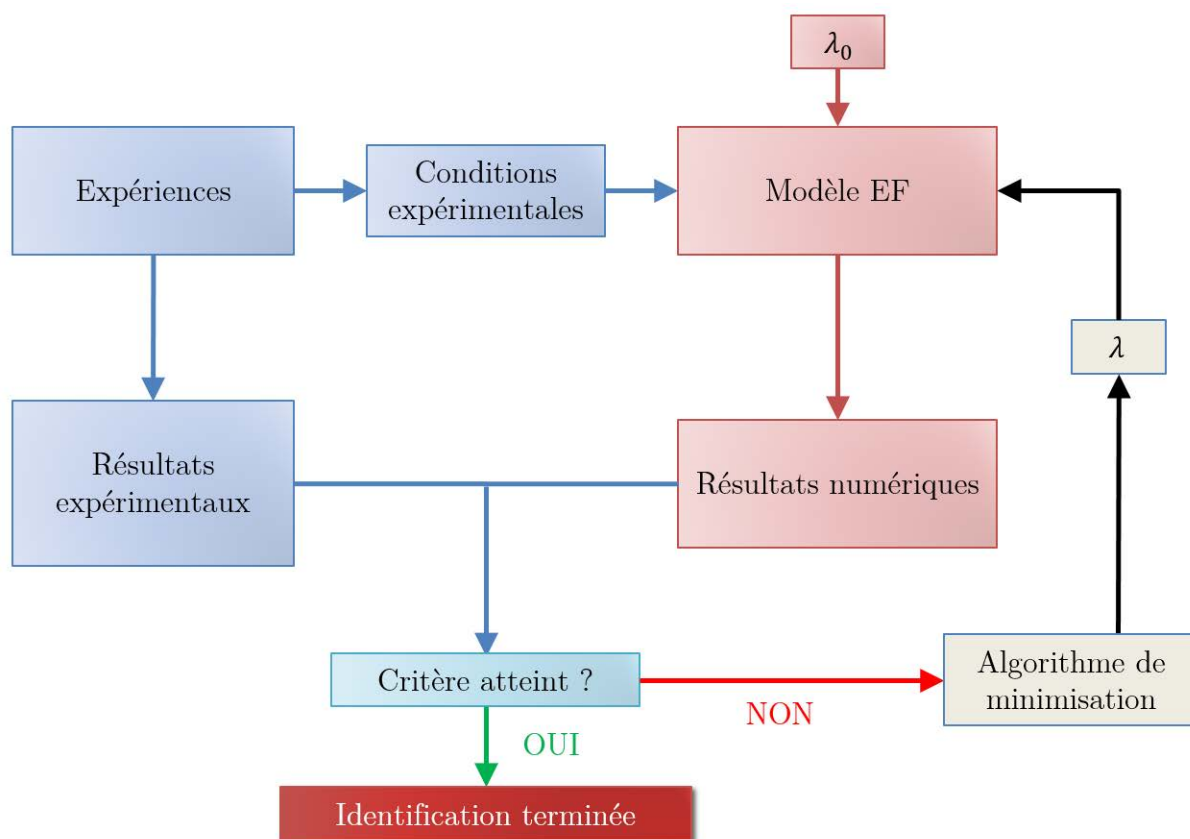 λ₀
Expériences
Conditions
expérimentales
Modèle EF
λ
Résultats
expérimentaux
Résultats numériques
Critère atteint ?
Algorithme de
minimisation
NON
OUI
Identification terminée